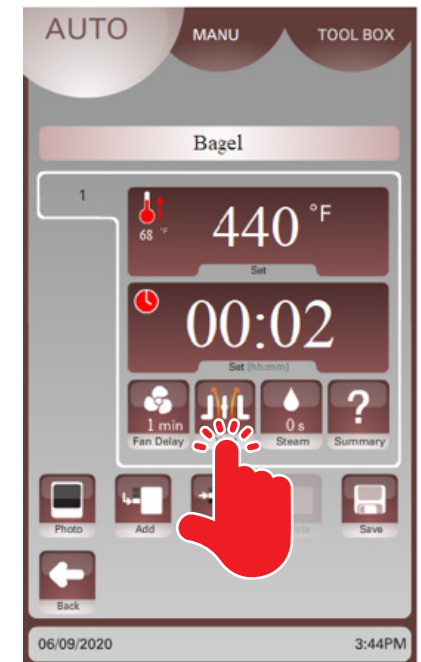 AUTO
MANU
TOOL BOX
Bagel
1
68 °F
440 °F
Set
00:02
Set [hh:mm]
1 min
Fan Delay
0 s
Steam
?
Summary
Photo
Add
Save
Back
06/09/2020
3:44PM